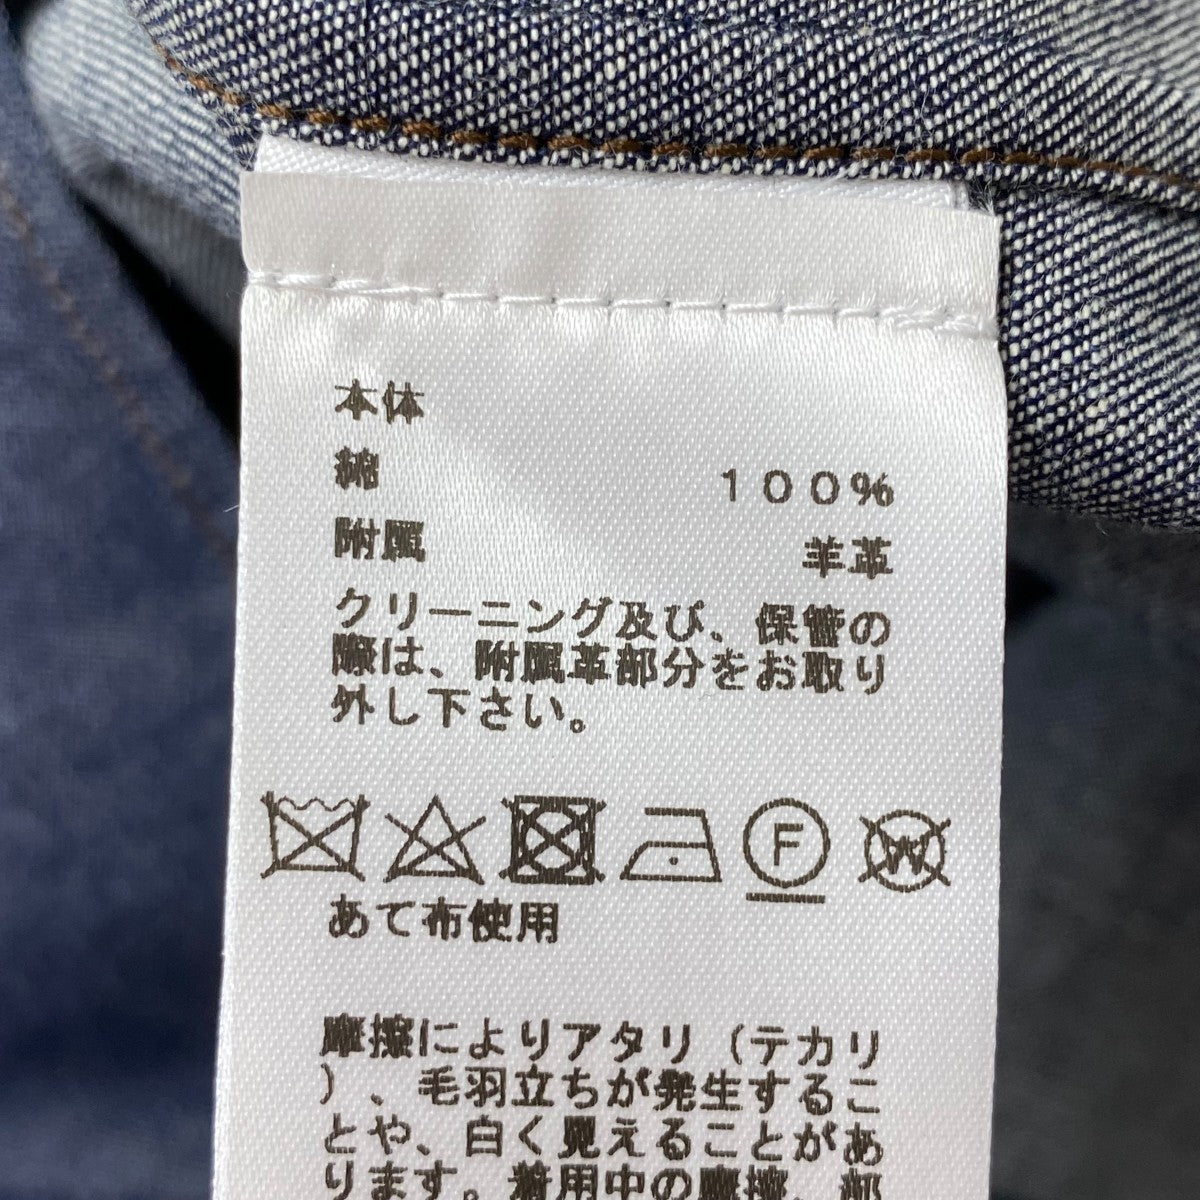 本体
綿 100%
附属 羊革
クリーニング及び、保管の
際は、附属革部分をお取り
外し下さい。
F W
あて布使用
摩擦によりアタリ（テカリ
）、毛羽立ちが発生するこ
とや、白く見えることがあ
ります。着用中の摩擦、部